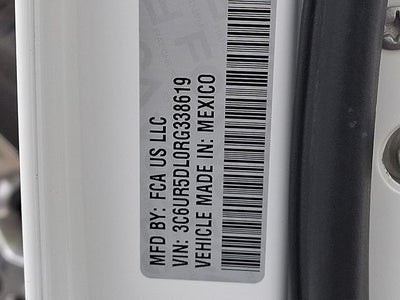 MFD BY: FCA US LLC
VIN: 3C6UR5DL0RG338619
VEHICLE MADE IN: MEXICO